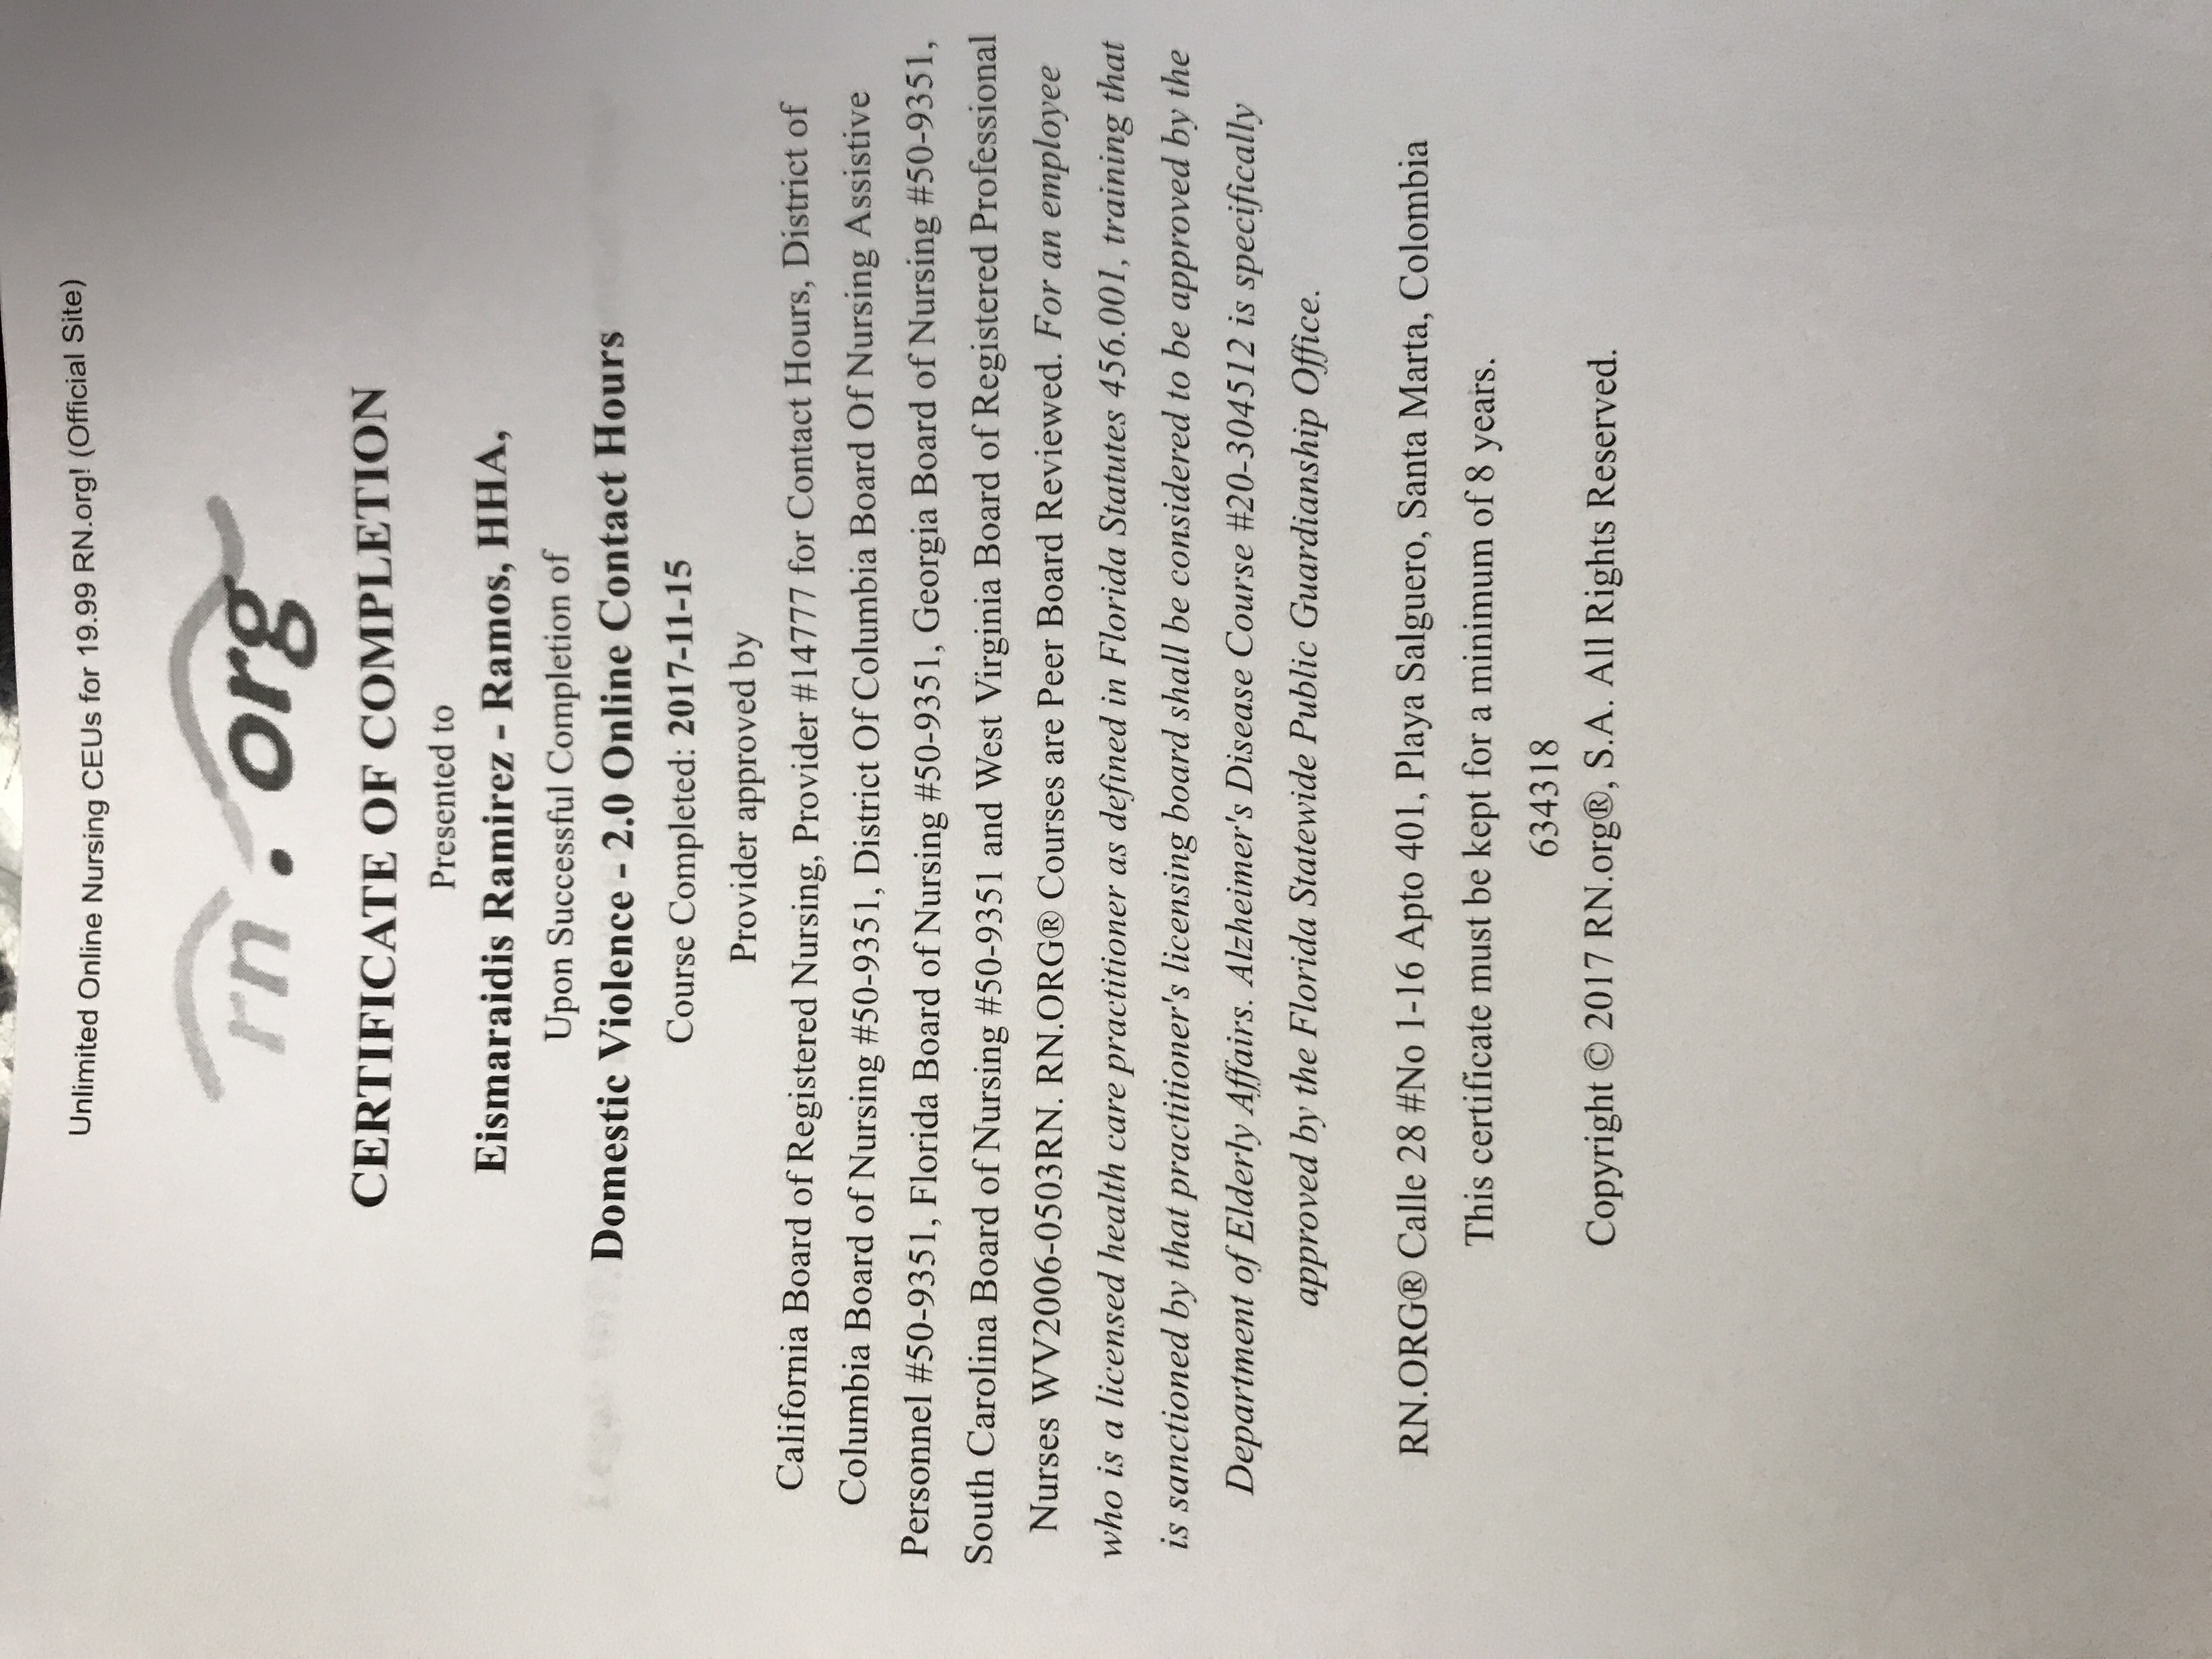 Unlimited Online Nursing CEUs for 19.99 RN.org! (Official Site)
rn.org
CERTIFICATE OF COMPLETION
Presented to
Eismaraidis Ramirez - Ramos, HHA,
Upon Successful Completion of
Domestic Violence - 2.0 Online Contact Hours
Course Completed: 2017-11-15
Provider approved by
California Board of Registered Nursing, Provider #14777 for Contact Hours, District of
Columbia Board of Nursing #50-9351, District Of Columbia Board Of Nursing Assistive
Personnel #50-9351, Florida Board of Nursing #50-9351, Georgia Board of Nursing #50-9351,
South Carolina Board of Nursing #50-9351 and West Virginia Board of Registered Professional
Nurses WV2006-0503RN. RN.ORG® Courses are Peer Board Reviewed. For an employee
who is a licensed health care practitioner as defined in Florida Statutes 456.001, training that
is sanctioned by that practitioner's licensing board shall be considered to be approved by the
Department of Elderly Affairs. Alzheimer's Disease Course #20-304512 is specifically
approved by the Florida Statewide Public Guardianship Office.
RN.ORG® Calle 28 #No 1-16 Apto 401, Playa Salguero, Santa Marta, Colombia
This certificate must be kept for a minimum of 8 years.
634318
Copyright © 2017 RN.org®, S.A. All Rights Reserved.